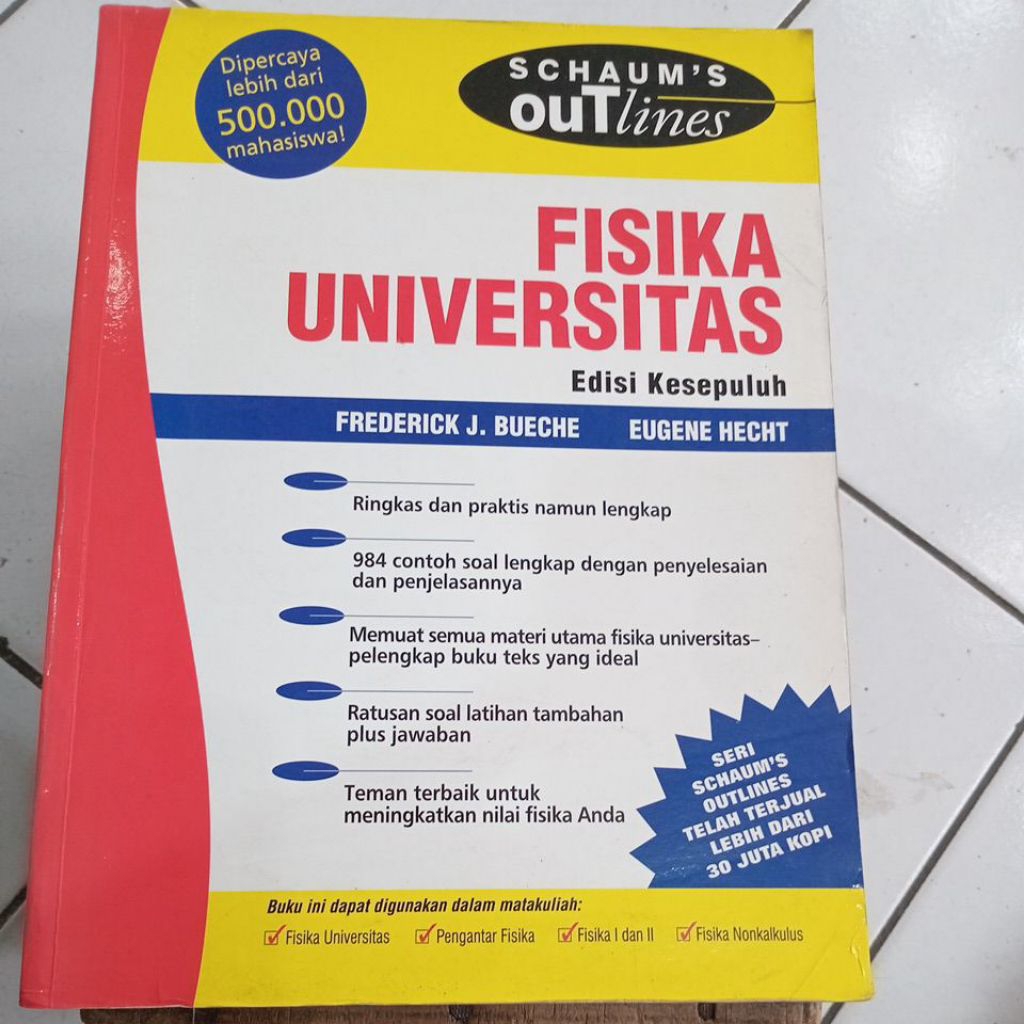 Dipercaya
lebih dari
500.000
mahasiswa!
SCHAUM'S
ouTlines
FISIKA
UNIVERSITAS
Edisi Kesepuluh
FREDERICK J. BUECHE EUGENE HECHT
Ringkas dan praktis namun lengkap
984 contoh soal lengkap dengan penyelesaian
dan penjelasannya
Memuat semua materi utama fisika universitas–
pelengkap buku teks yang ideal
Ratusan soal latihan tambahan
plus jawaban
Teman terbaik untuk
meningkatkan nilai fisika Anda
SERI
SCHAUM'S
OUTLINES
TELAH TERJUAL
LEBIH DARI
30 JUTA KOPI
Buku ini dapat digunakan dalam matakuliah:
Fisika Universitas Pengantar Fisika Fisika I dan II Fisika Nonkalkulus